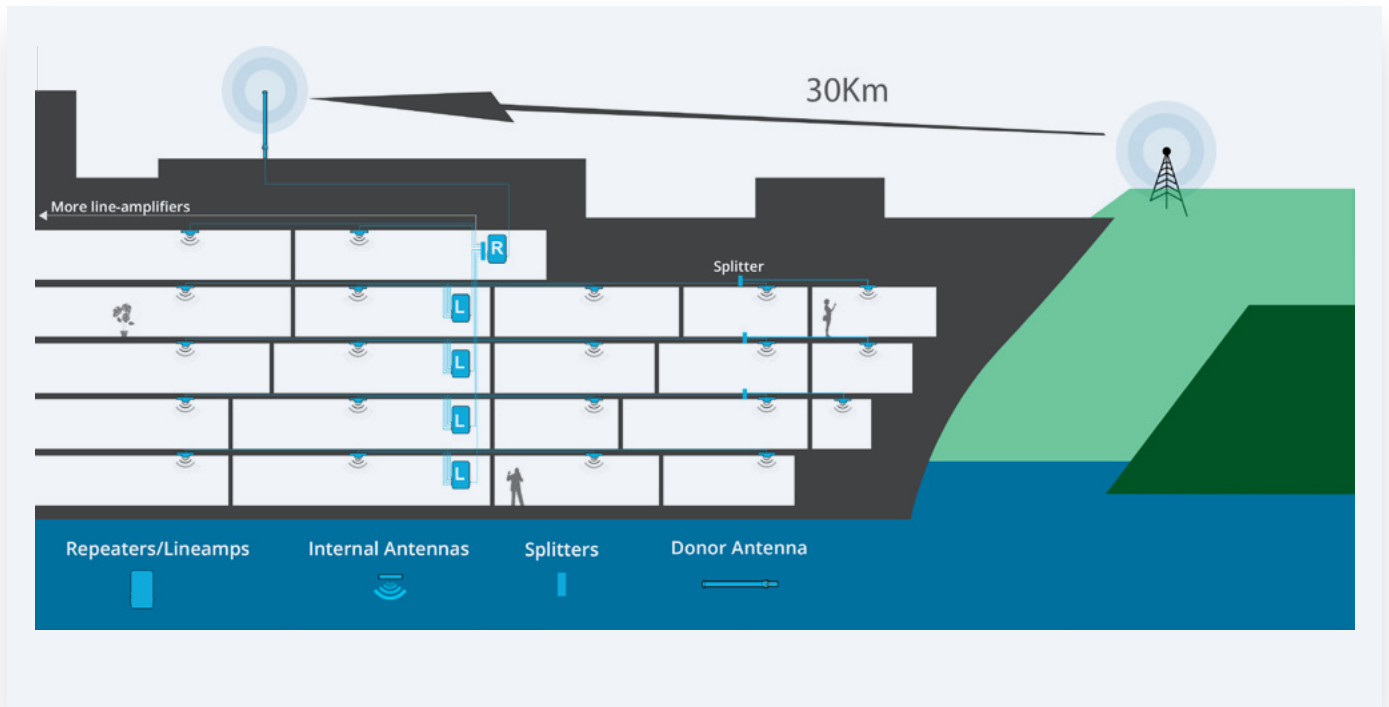 30Km
More line-amplifiers
R
Splitter
L
L
L
L
Repeaters/Lineamps
Internal Antennas
Splitters
Donor Antenna